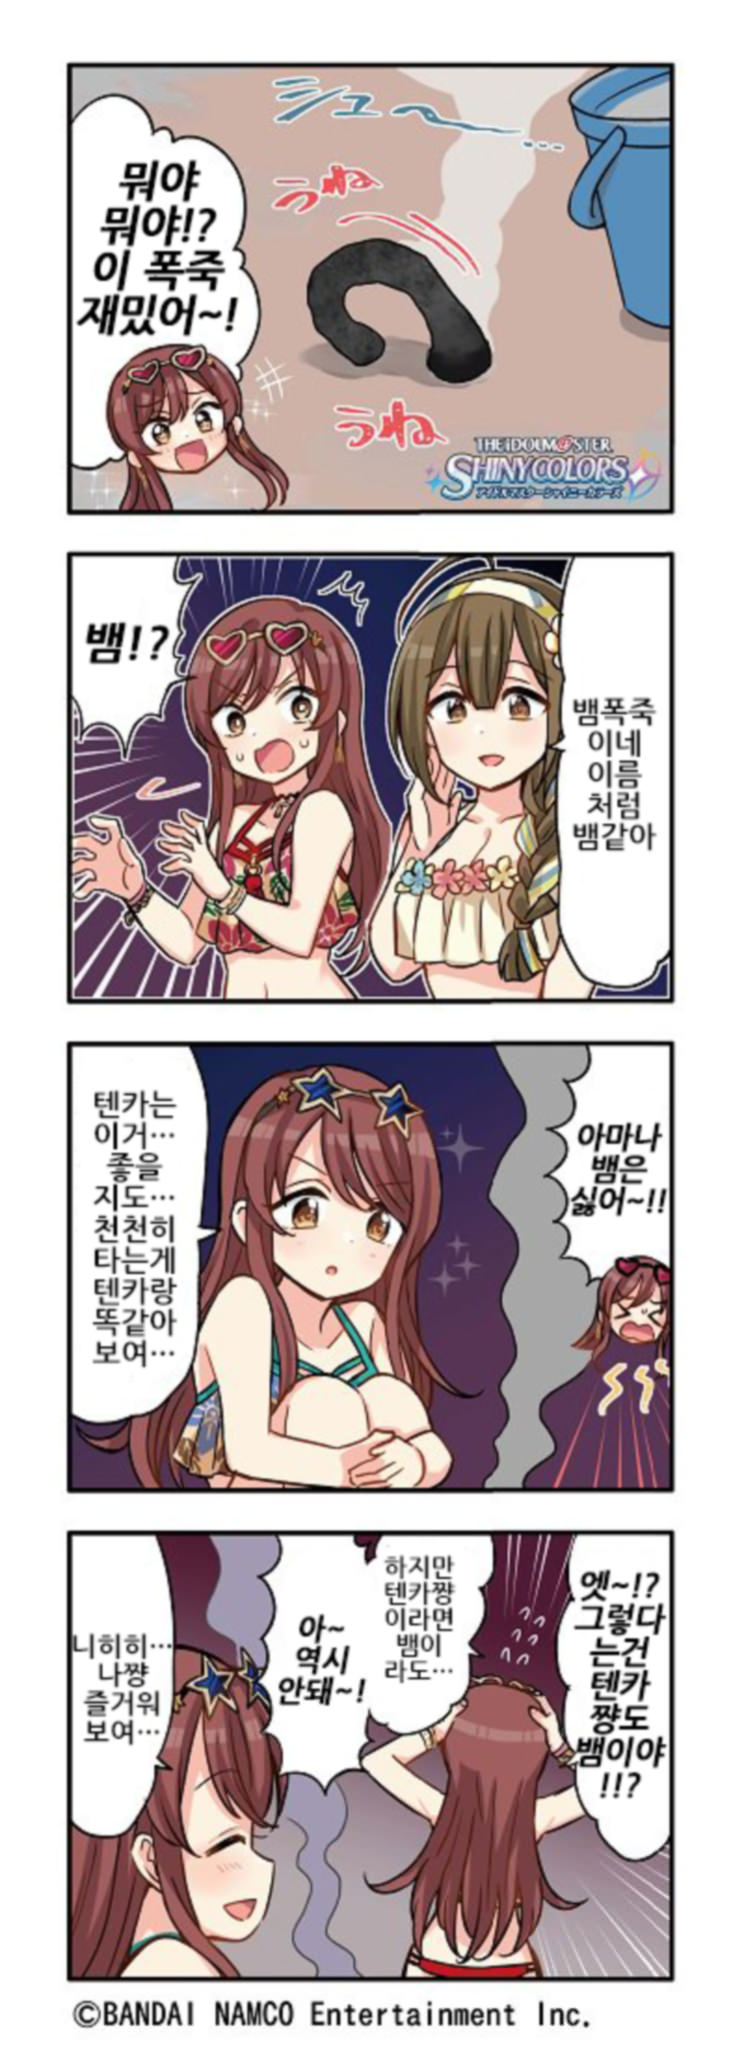 シュ〜…
뭐야
뭐야!?
이 폭죽
재밌어~!
うね
うね
THE IDOLM@STER
SHINYCOLORS
アイドルマスターシャイニーカラーズ
뱀폭죽
이네
이름
처럼
뱀같아
뱀!?
아마나
뱀은
싫어~!!
텐카는
이거…
좋을
지도…
천천히
타는게
텐카랑
똑같아
보여…
엣~!?
그렇다
는건
텐카
쨩도
뱀이야
!!?
하지만
텐카쨩
이라면
뱀이
라도…
아~
역시
안돼~!
니히히…
나쨩
즐거워
보여…
©BANDAI NAMCO Entertainment Inc.